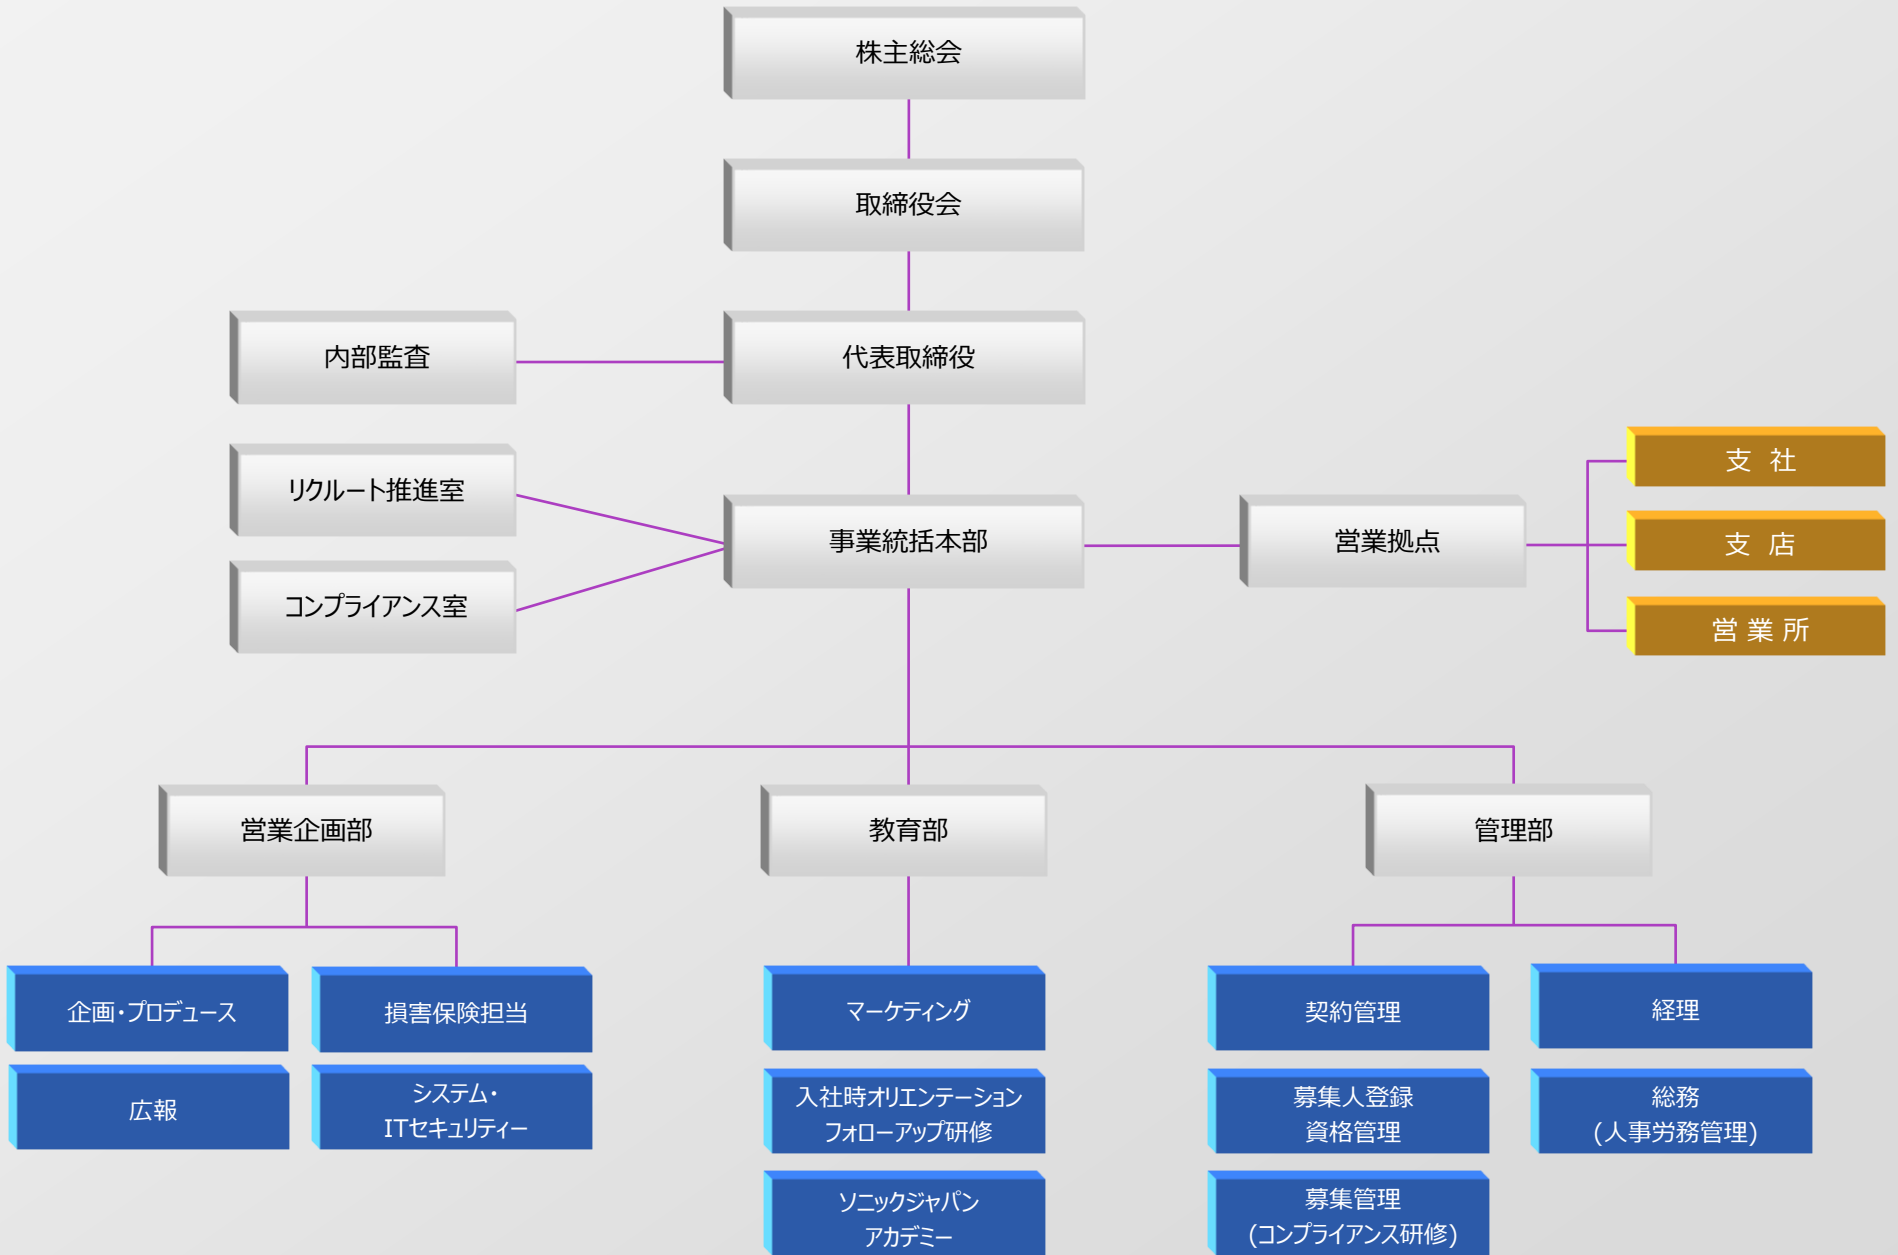 株主総会
取締役会
内部監査
代表取締役
リクルート推進室
コンプライアンス室
事業統括本部
営業拠点
支 社
支 店
営 業 所
営業企画部
教育部
管理部
企画・プロデュース
損害保険担当
広報
システム・
ITセキュリティー
マーケティング
入社時オリエンテーション
フォローアップ研修
ソニックジャパン
アカデミー
契約管理
経理
募集人登録
資格管理
総務
(人事労務管理)
募集管理
(コンプライアンス研修)